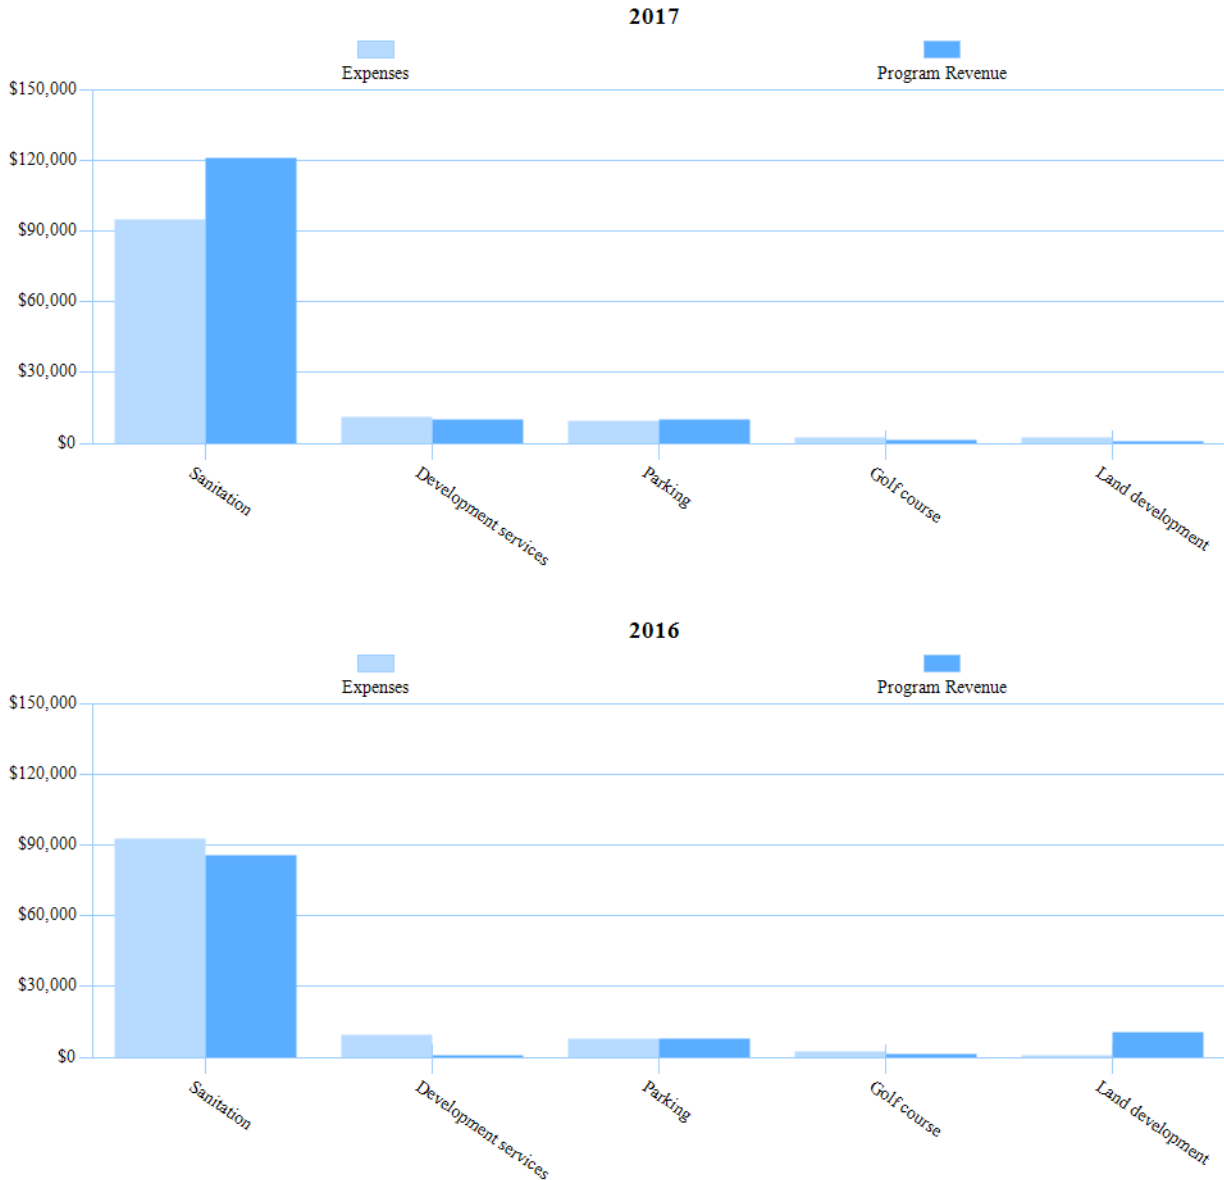 2017
Expenses
Program Revenue
$150,000
$120,000
$90,000
$60,000
$30,000
$0
Sanitation
Development services
Parking
Golf course
Land development
2016
Expenses
Program Revenue
$150,000
$120,000
$90,000
$60,000
$30,000
$0
Sanitation
Development services
Parking
Golf course
Land development